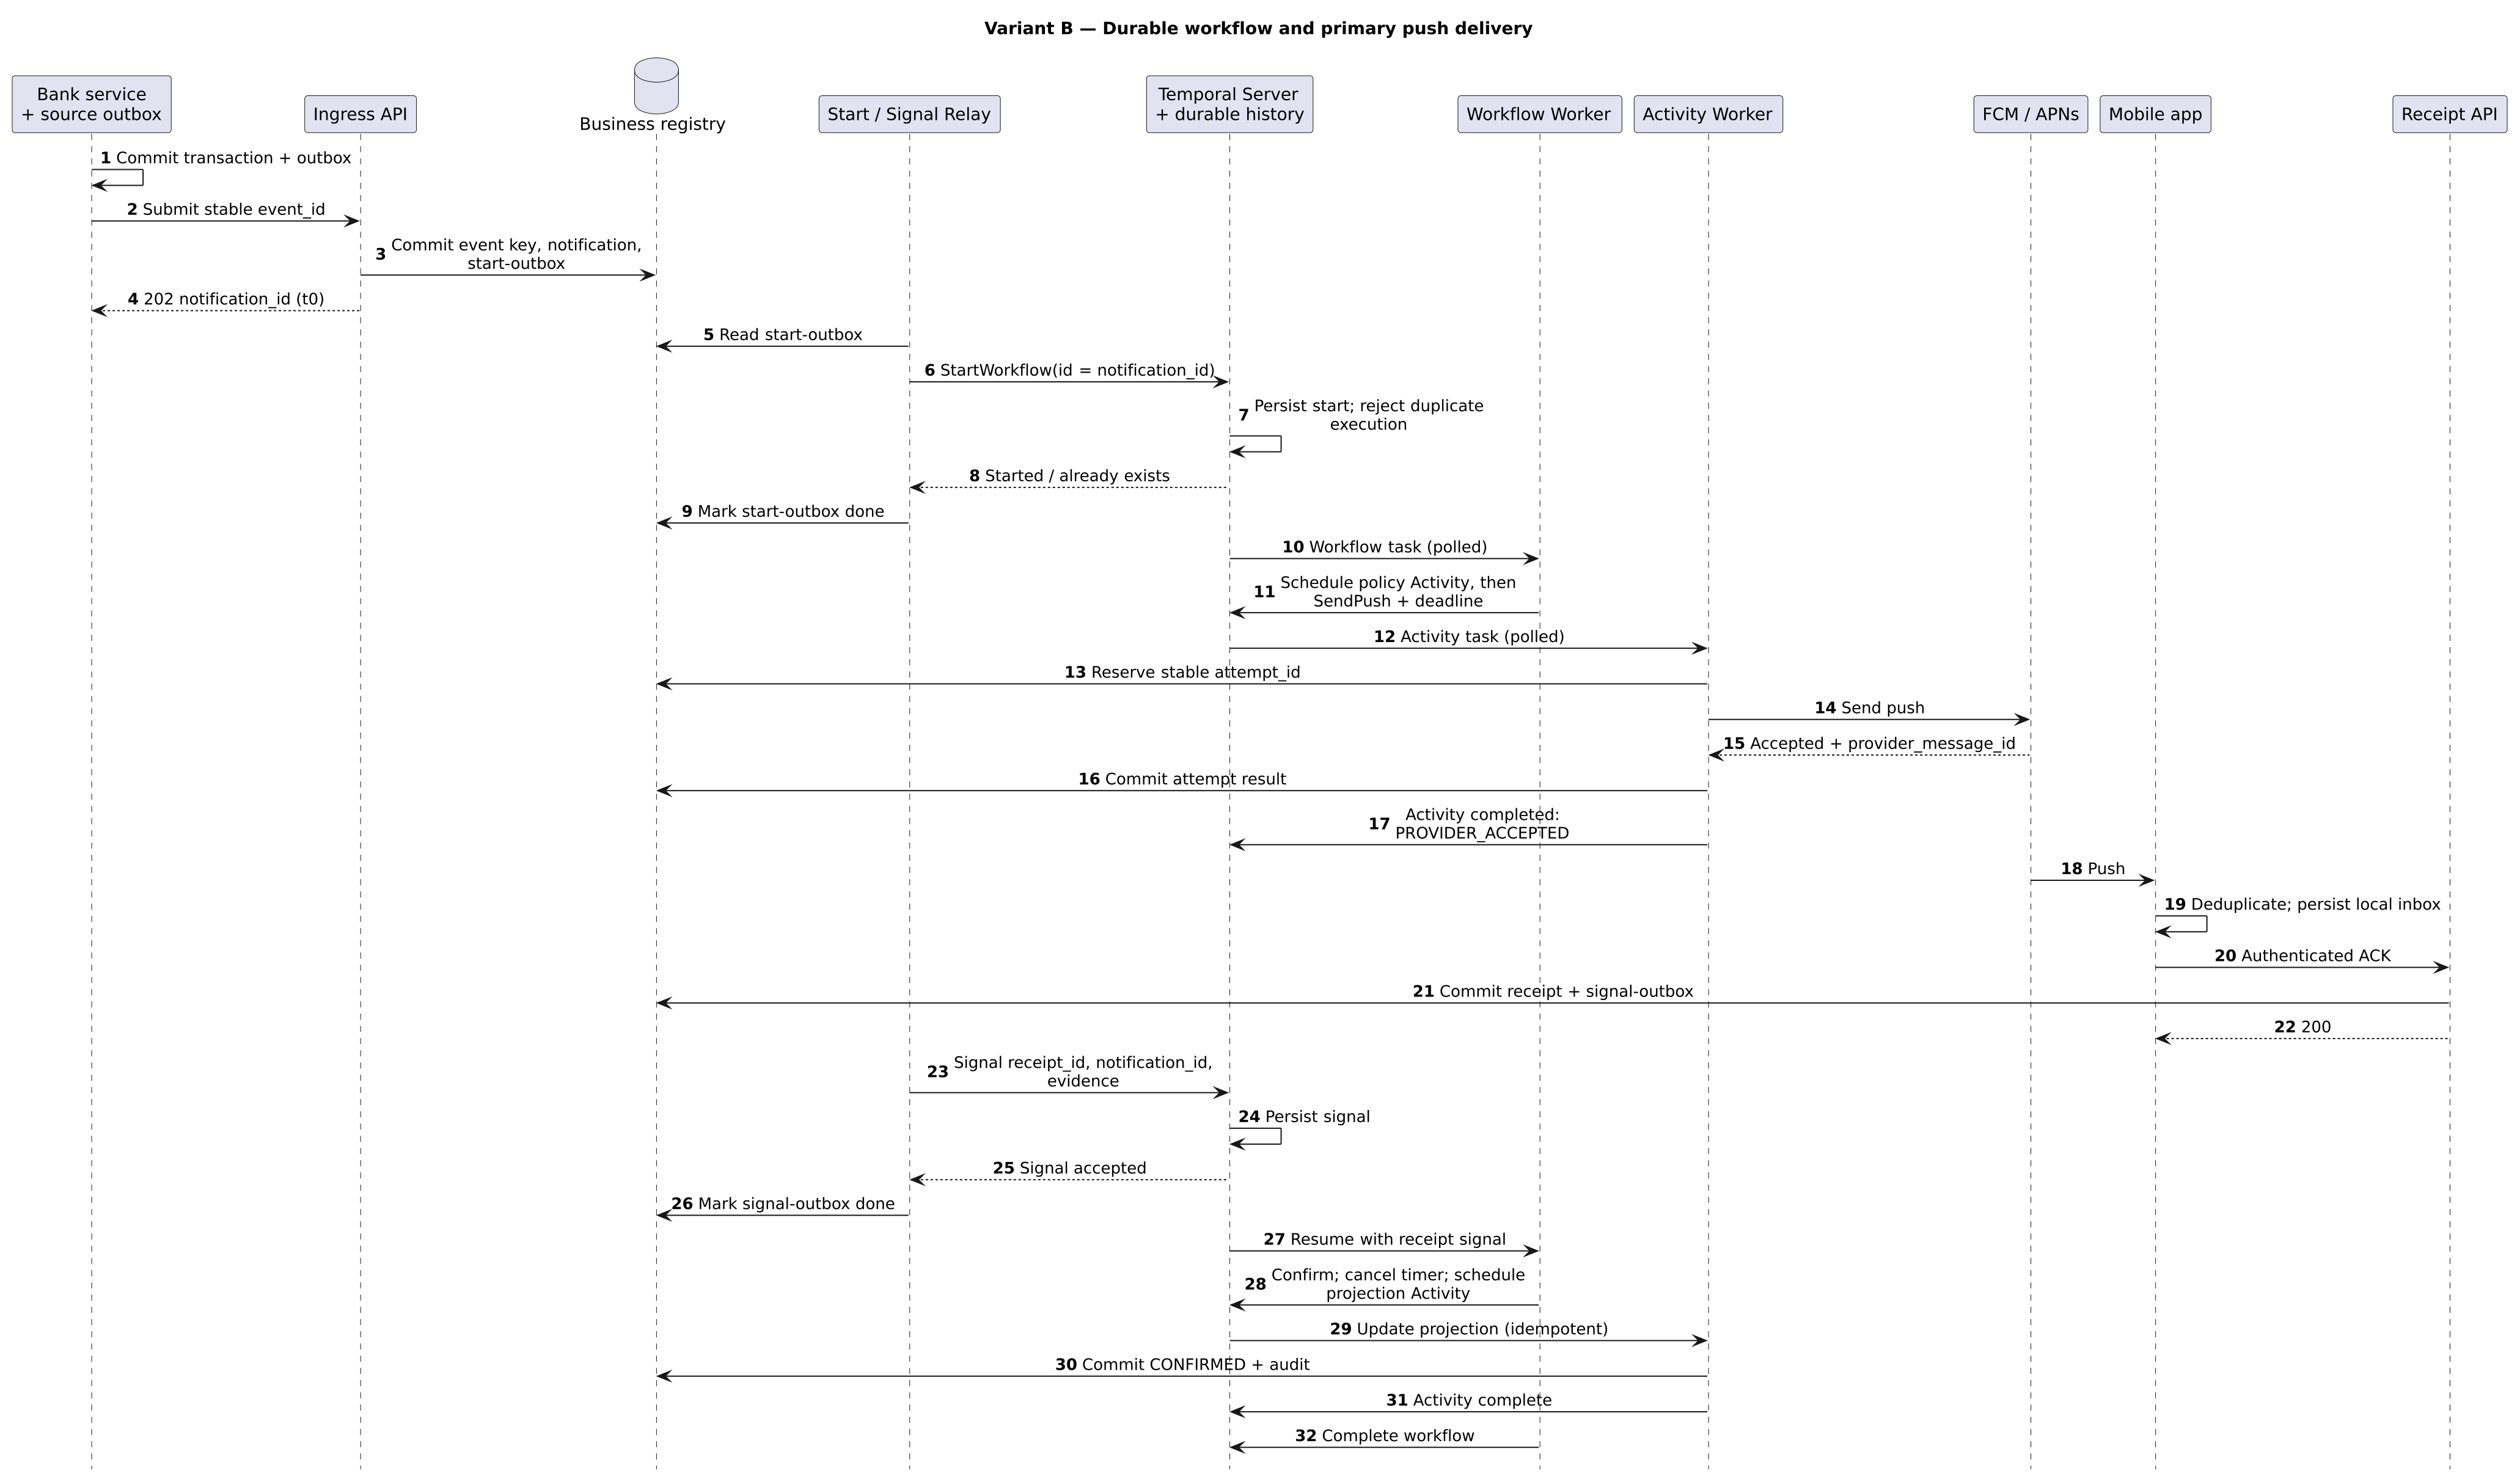 Variant B — Durable workflow and primary push delivery
Bank service
+ source outbox
Ingress API
Business registry
Start / Signal Relay
Temporal Server
+ durable history
Workflow Worker
Activity Worker
FCM / APNs
Mobile app
Receipt API
1 Commit transaction + outbox
2 Submit stable event_id
3 Commit event key, notification,
start-outbox
4 202 notification_id (t0)
5 Read start-outbox
6 StartWorkflow(id = notification_id)
7 Persist start; reject duplicate
execution
8 Started / already exists
9 Mark start-outbox done
10 Workflow task (polled)
11 Schedule policy Activity, then
SendPush + deadline
12 Activity task (polled)
13 Reserve stable attempt_id
14 Send push
15 Accepted + provider_message_id
16 Commit attempt result
17 Activity completed:
PROVIDER_ACCEPTED
18 Push
19 Deduplicate; persist local inbox
20 Authenticated ACK
21 Commit receipt + signal-outbox
22 200
23 Signal receipt_id, notification_id,
evidence
24 Persist signal
25 Signal accepted
26 Mark signal-outbox done
27 Resume with receipt signal
28 Confirm; cancel timer; schedule
projection Activity
29 Update projection (idempotent)
30 Commit CONFIRMED + audit
31 Activity complete
32 Complete workflow